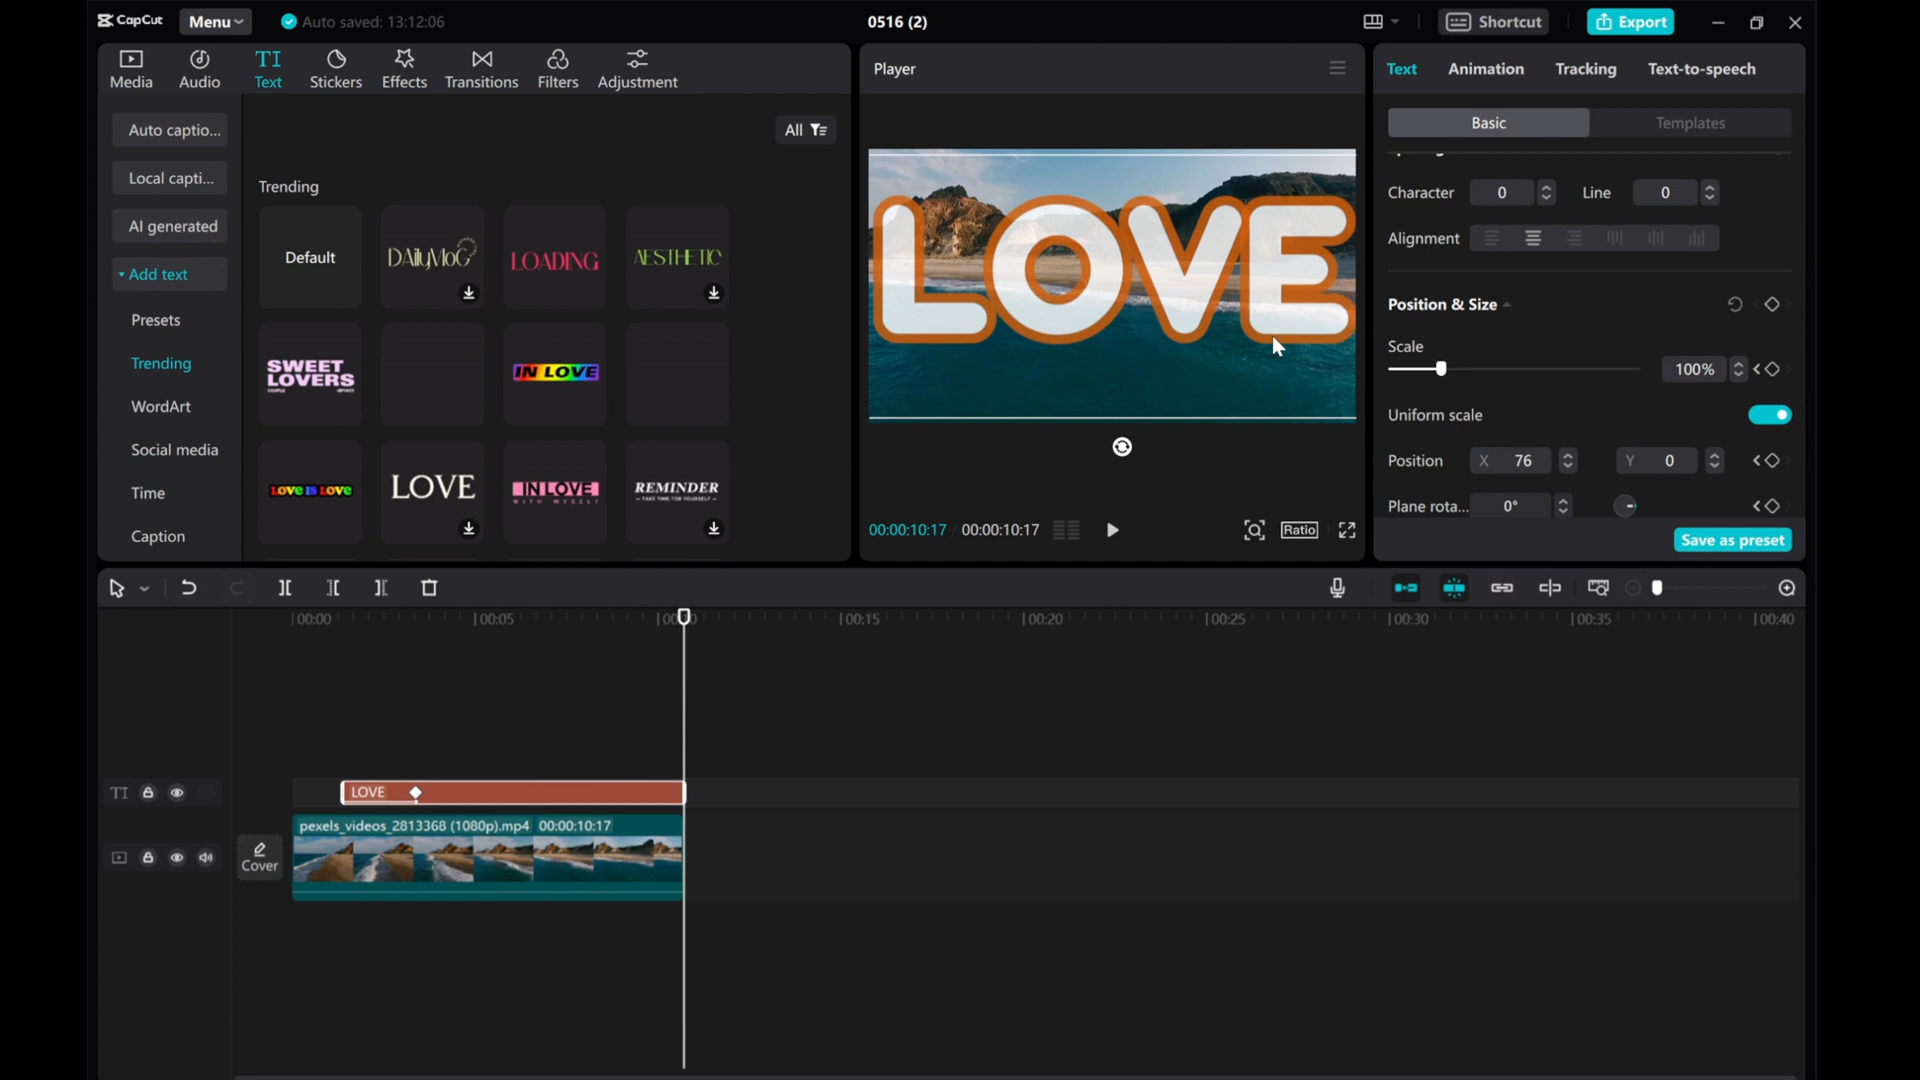 CapCut Menu Auto saved: 13:12:06 0516 (2) Shortcut Export
Media Audio TI Text Stickers Effects Transitions Filters Adjustment
Auto captio...
Local capti...
AI generated
Add text
Presets
Trending
WordArt
Social media
Time
Caption
All
Trending
Default
DAilyMoG
LOADING
AESTHETIC
SWEET
LOVERS
IN LOVE
LOVE IS LOVE
LOVE
IN LOVE
WITH MYSELF
REMINDER
— TAKE TIME FOR YOURSELF —
Player
LOVE
00:00:10:17 00:00:10:17 Ratio
Text Animation Tracking Text-to-speech
Basic Templates
Character 0 Line 0
Alignment
Position & Size
Scale
100%
Uniform scale
Position X 76 Y 0
Plane rota... 0°
Save as preset
00:00 00:05 00:15 00:20 00:25 00:30 00:35 00:40
TI LOVE
pexels_videos_2813368 (1080p).mp4 00:00:10:17
Cover